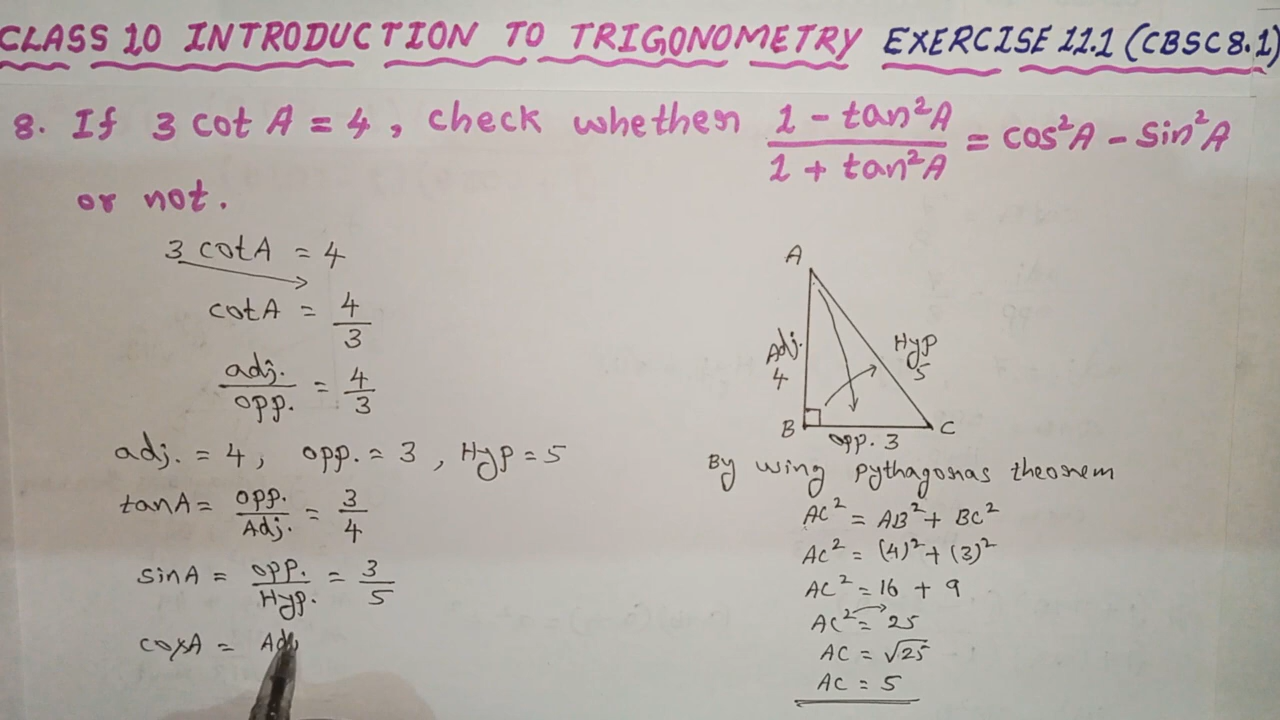 CLASS 10 INTRODUCTION TO TRIGONOMETRY EXERCISE 11.1 (CBSC 8.1)
8. If 3 cot A = 4, check whether (1 - tan²A)/(1 + tan²A) = cos²A - Sin²A
or not.
3 cotA = 4
cotA = 4/3
adj./opp. = 4/3
adj. = 4, opp. = 3, Hyp = 5
tanA = opp./Adj. = 3/4
sinA = opp./Hyp. = 3/5
cosA = Adj
A
Adj. 4
Hyp 5
B
C
opp. 3
By using pythagoras theorem
AC² = AB² + BC²
AC² = (4)² + (3)²
AC² = 16 + 9
AC² = 25
AC = √25
AC = 5